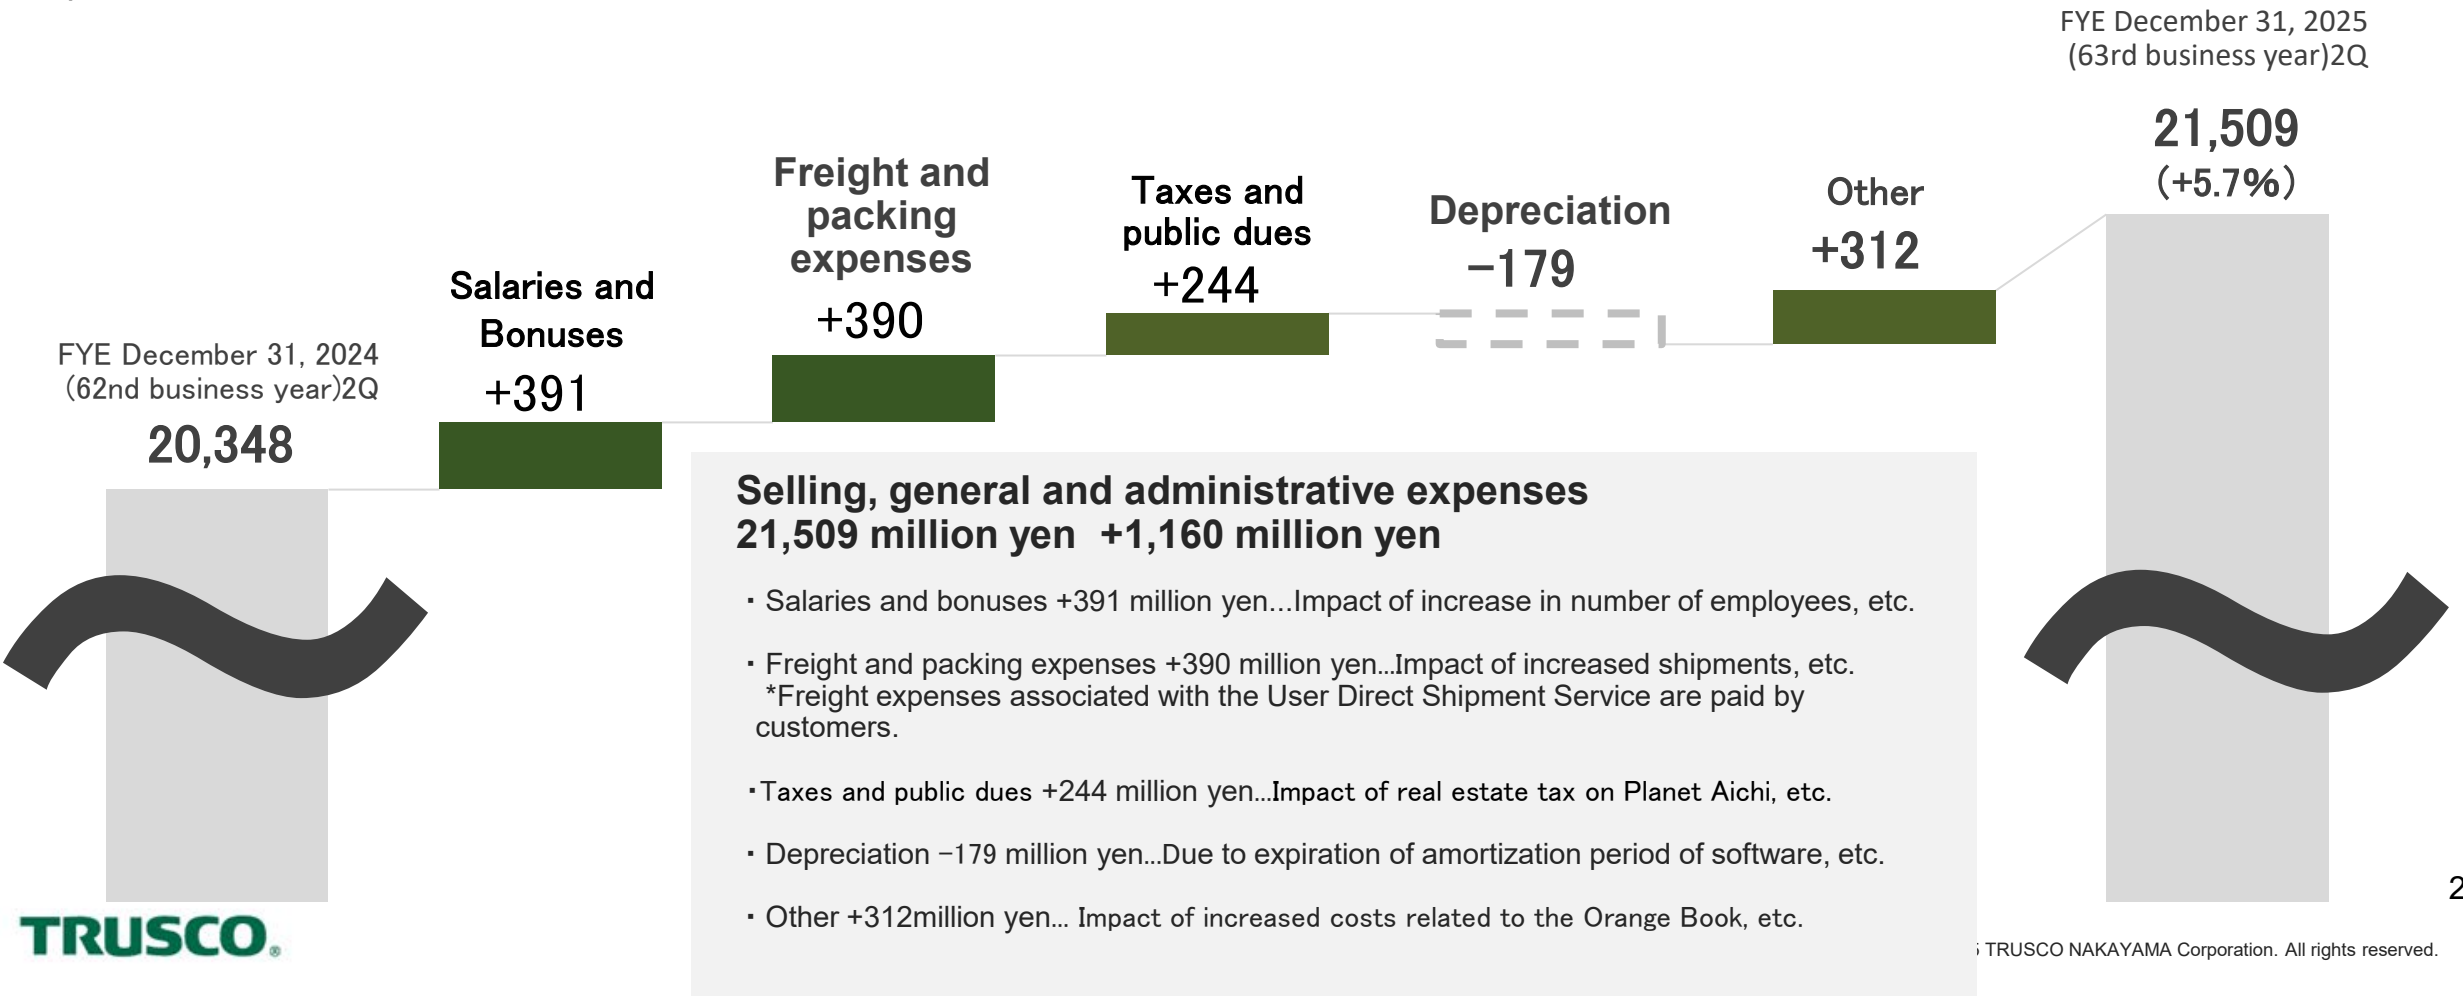 FYE December 31, 2025
(63rd business year)2Q
21,509
(+5.7%)
Freight and
packing
expenses
+390
Taxes and
public dues
+244
Depreciation
−179
Other
+312
Salaries and
Bonuses
+391
FYE December 31, 2024
(62nd business year)2Q
20,348
Selling, general and administrative expenses
21,509 million yen +1,160 million yen
・Salaries and bonuses +391 million yen…Impact of increase in number of employees, etc.
・Freight and packing expenses +390 million yen…Impact of increased shipments, etc.
*Freight expenses associated with the User Direct Shipment Service are paid by
customers.
・Taxes and public dues +244 million yen…Impact of real estate tax on Planet Aichi, etc.
・Depreciation −179 million yen…Due to expiration of amortization period of software, etc.
・Other +312million yen… Impact of increased costs related to the Orange Book, etc.
2
TRUSCO®
TRUSCO NAKAYAMA Corporation. All rights reserved.